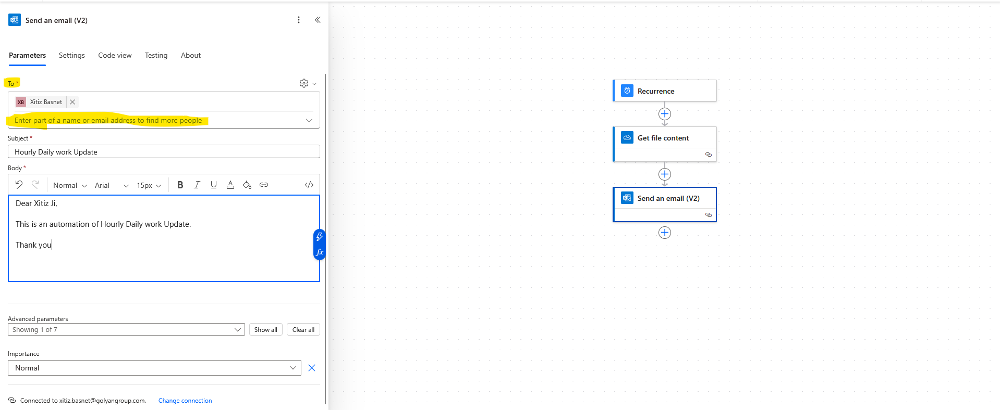 Send an email (V2)
Parameters Settings Code view Testing About
To *
XB Xitiz Basnet
Enter part of a name or email address to find more people
Subject *
Hourly Daily work Update
Body *
Normal Arial 15px B I U A </>
Dear Xitiz Ji,
This is an automation of Hourly Daily work Update.
Thank you
fx
Advanced parameters
Showing 1 of 7 Show all Clear all
Importance
Normal
Connected to xitiz.basnet@golyangroup.com. Change connection
Recurrence
Get file content
Send an email (V2)